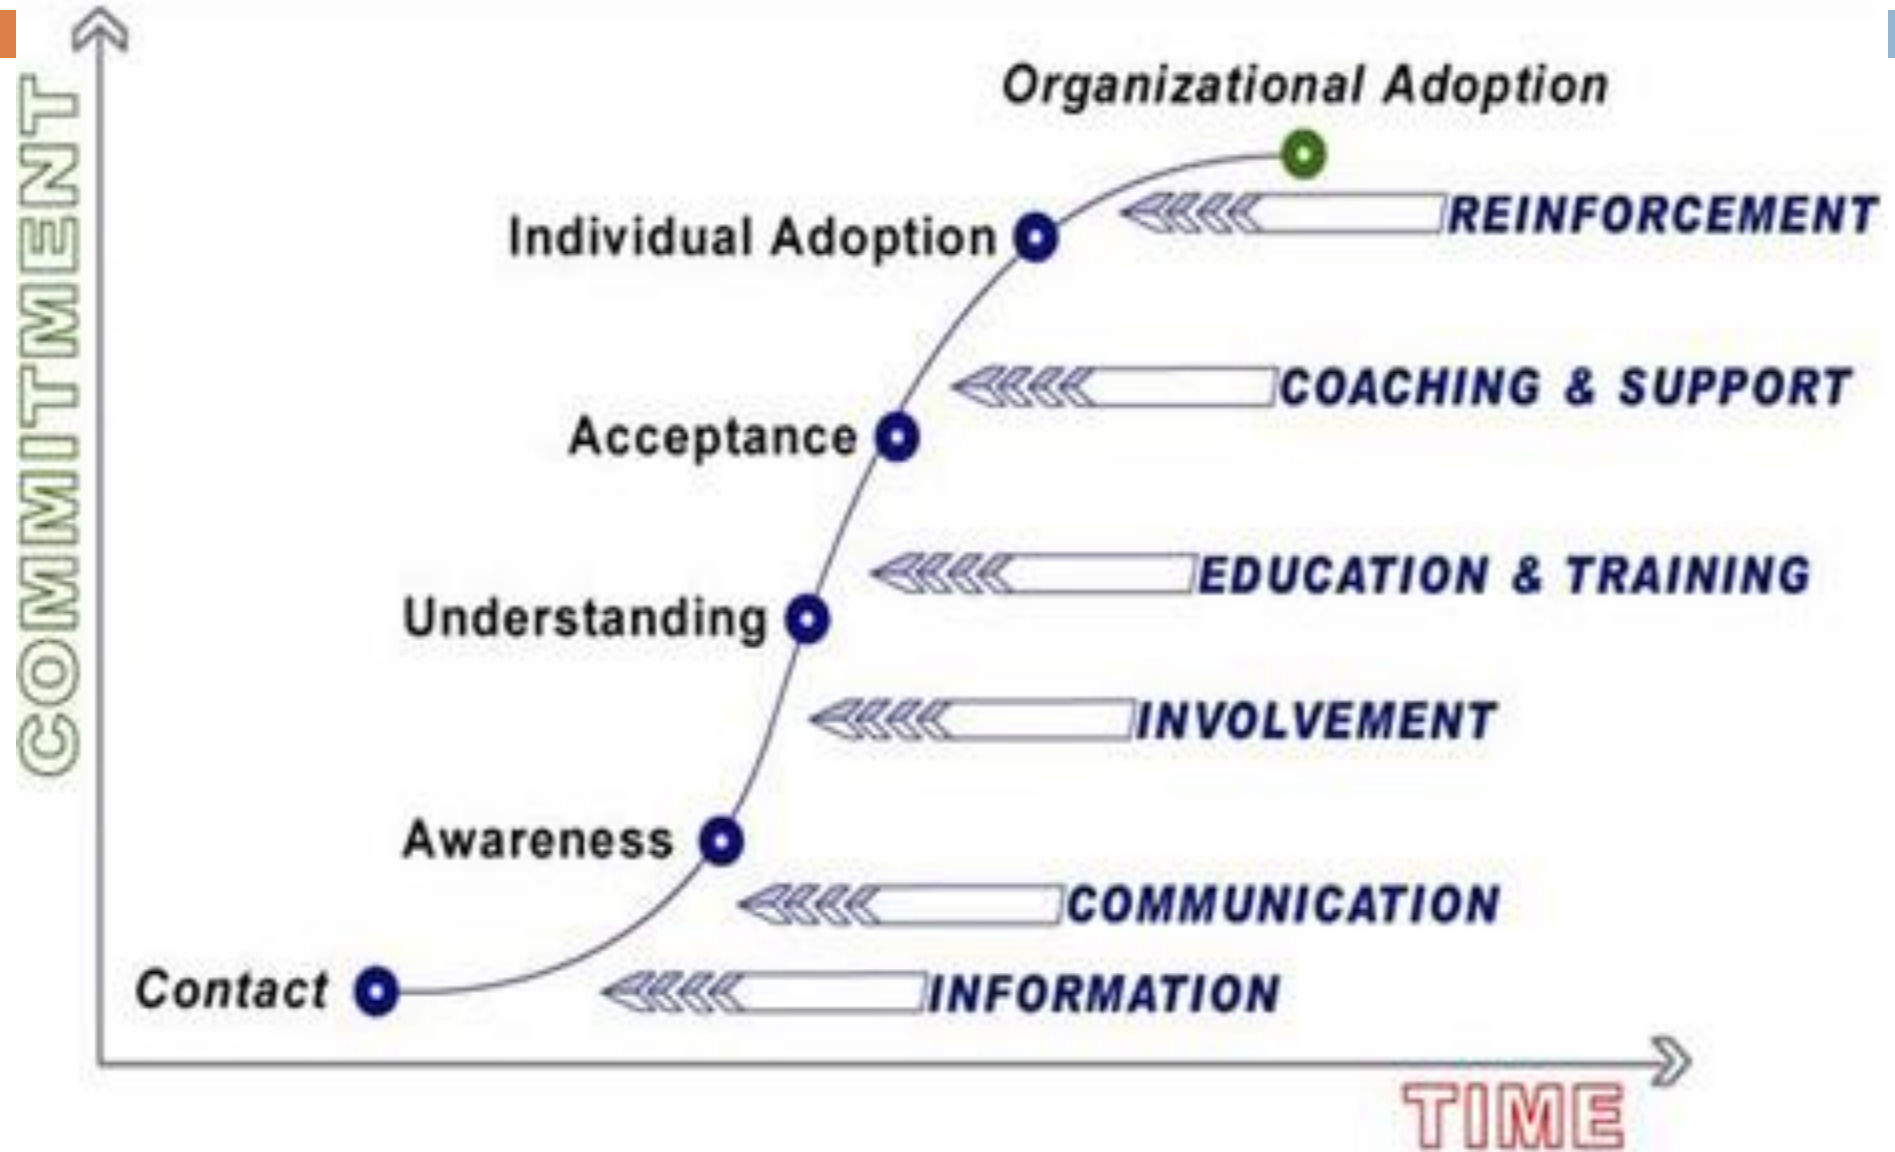 COMMITMENT
Organizational Adoption
REINFORCEMENT
Individual Adoption
COACHING & SUPPORT
Acceptance
EDUCATION & TRAINING
Understanding
INVOLVEMENT
Awareness
COMMUNICATION
Contact
INFORMATION
TIME